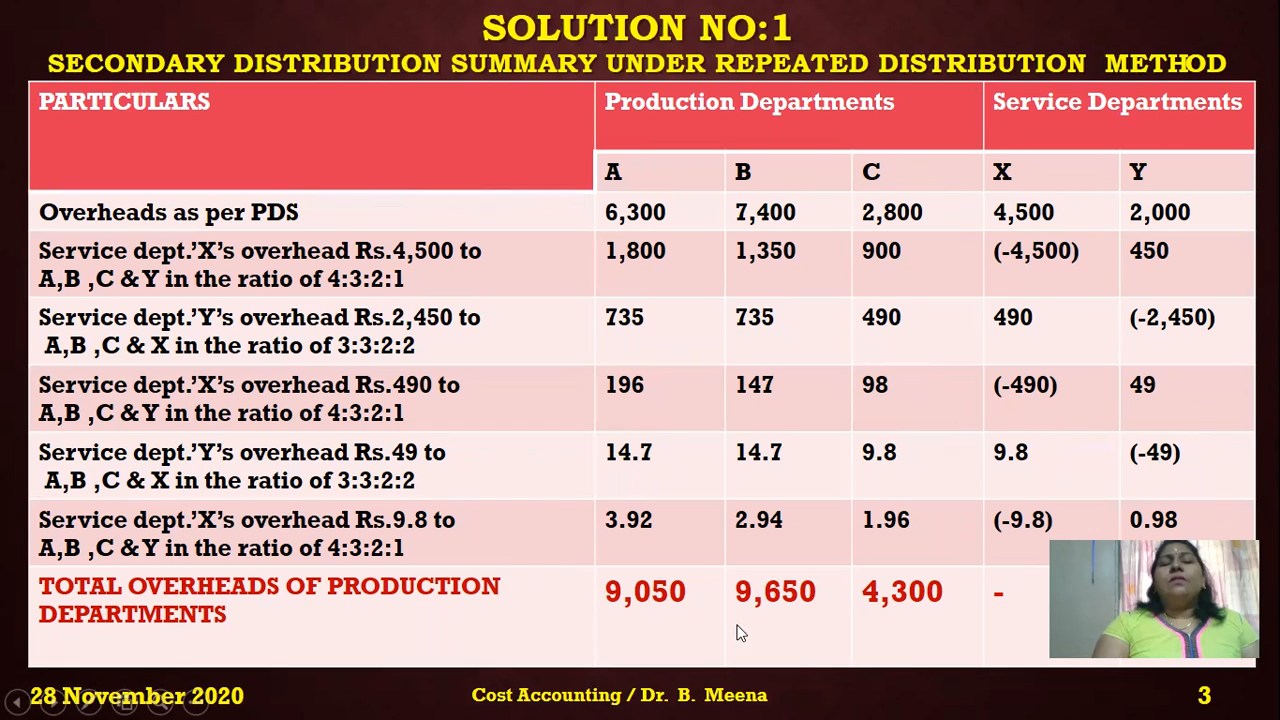 SOLUTION NO:1
SECONDARY DISTRIBUTION SUMMARY UNDER REPEATED DISTRIBUTION METHOD
PARTICULARS Production Departments Service Departments
A B C X Y
Overheads as per PDS 6,300 7,400 2,800 4,500 2,000
Service dept.'X's overhead Rs.4,500 to 1,800 1,350 900 (-4,500) 450
A,B ,C & Y in the ratio of 4:3:2:1
Service dept.'Y's overhead Rs.2,450 to 735 735 490 490 (-2,450)
A,B ,C & X in the ratio of 3:3:2:2
Service dept.'X's overhead Rs.490 to 196 147 98 (-490) 49
A,B ,C & Y in the ratio of 4:3:2:1
Service dept.'Y's overhead Rs.49 to 14.7 14.7 9.8 9.8 (-49)
A,B ,C & X in the ratio of 3:3:2:2
Service dept.'X's overhead Rs.9.8 to 3.92 2.94 1.96 (-9.8) 0.98
A,B ,C & Y in the ratio of 4:3:2:1
TOTAL OVERHEADS OF PRODUCTION 9,050 9,650 4,300 -
DEPARTMENTS
28 November 2020 Cost Accounting / Dr. B. Meena 3